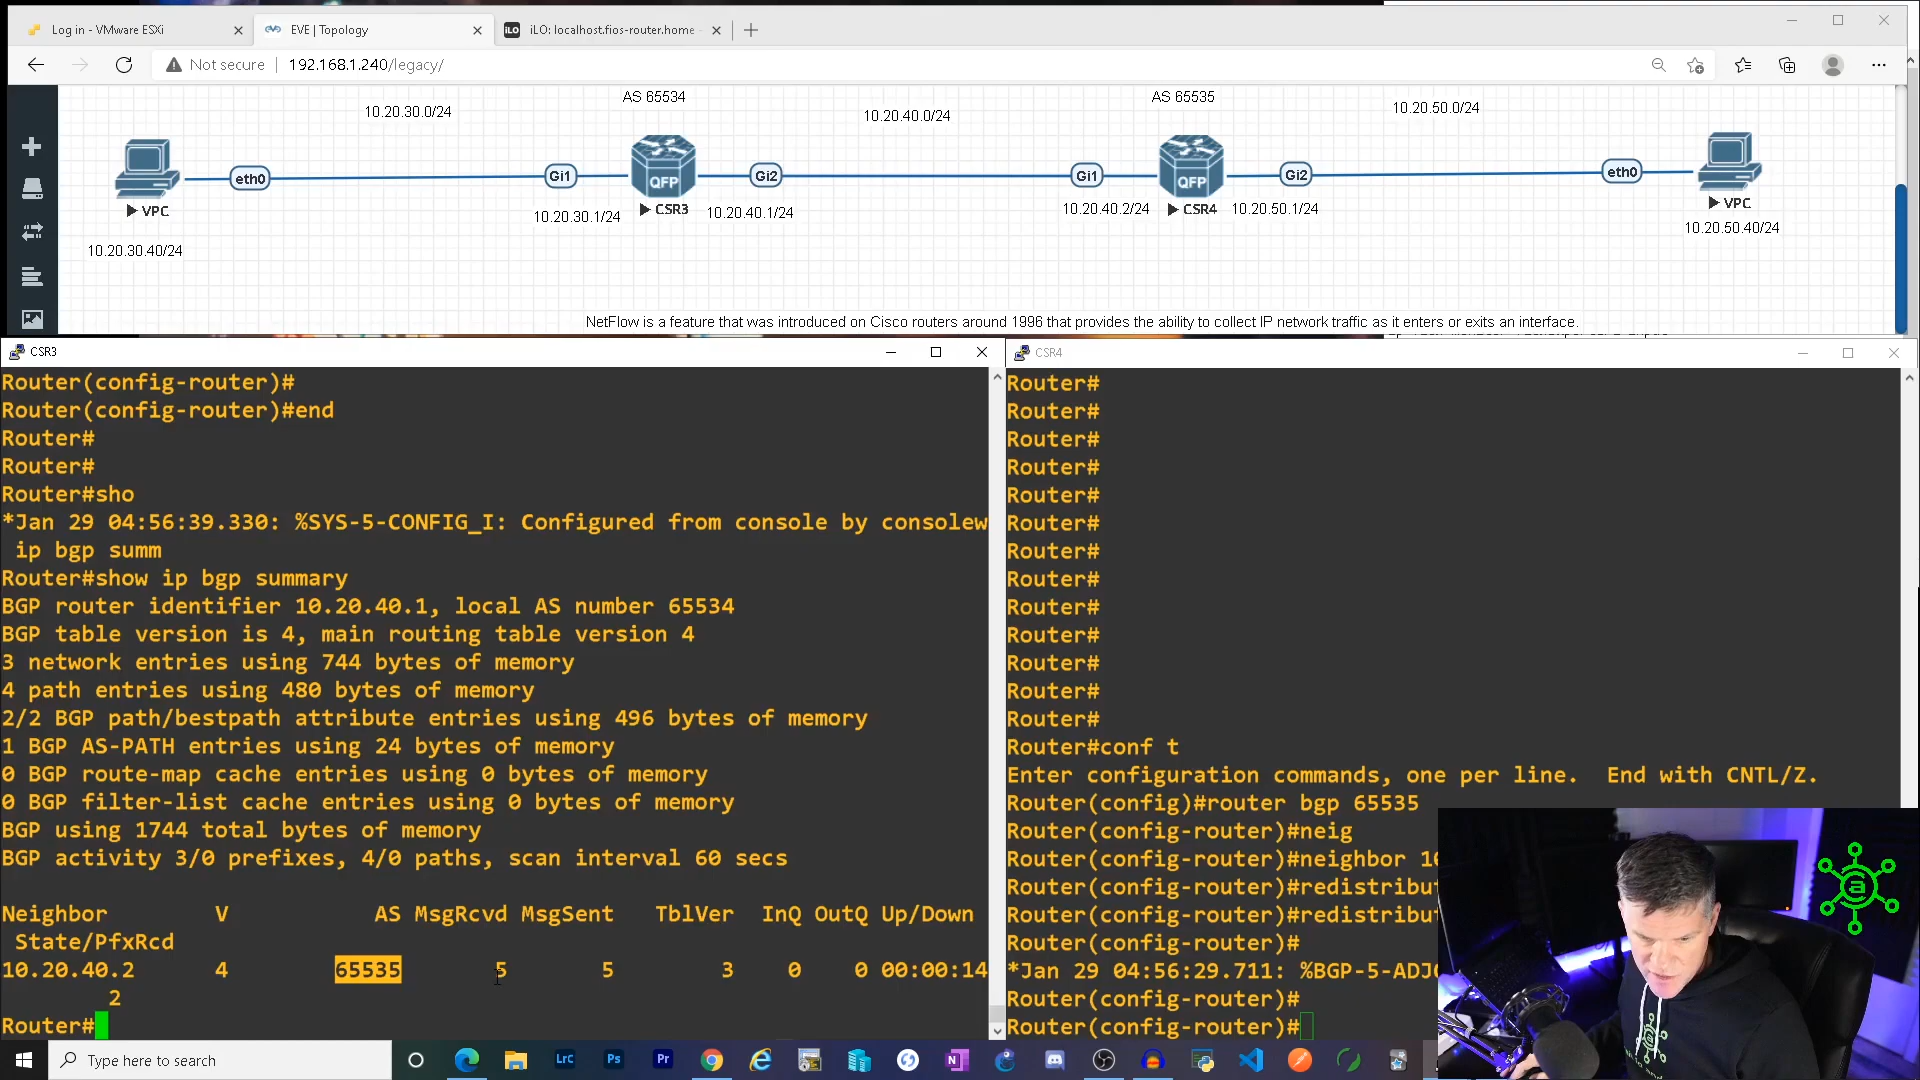 Log in - VMware ESXi
EVE | Topology
iLO
iLO: localhost.fios-router.home -
Not secure
192.168.1.240/legacy/
10.20.30.0/24
AS 65534
10.20.40.0/24
AS 65535
10.20.50.0/24
eth0
Gi1
QFP
Gi2
Gi1
QFP
Gi2
eth0
VPC
10.20.30.1/24
CSR3
10.20.40.1/24
10.20.40.2/24
CSR4
10.20.50.1/24
VPC
10.20.30.40/24
10.20.50.40/24
NetFlow is a feature that was introduced on Cisco routers around 1996 that provides the ability to collect IP network traffic as it enters or exits an interface.
CSR3
Router(config-router)#
Router(config-router)#end
Router#
Router#
Router#sho
*Jan 29 04:56:39.330: %SYS-5-CONFIG_I: Configured from console by consolew
ip bgp summ
Router#show ip bgp summary
BGP router identifier 10.20.40.1, local AS number 65534
BGP table version is 4, main routing table version 4
3 network entries using 744 bytes of memory
4 path entries using 480 bytes of memory
2/2 BGP path/bestpath attribute entries using 496 bytes of memory
1 BGP AS-PATH entries using 24 bytes of memory
0 BGP route-map cache entries using 0 bytes of memory
0 BGP filter-list cache entries using 0 bytes of memory
BGP using 1744 total bytes of memory
BGP activity 3/0 prefixes, 4/0 paths, scan interval 60 secs
Neighbor V AS MsgRcvd MsgSent TblVer InQ OutQ Up/Down
State/PfxRcd
10.20.40.2 4 65535 5 5 3 0 0 00:00:14
2
Router#
CSR4
Router#
Router#
Router#
Router#
Router#
Router#
Router#
Router#
Router#
Router#
Router#
Router#
Router#
Router#conf t
Enter configuration commands, one per line. End with CNTL/Z.
Router(config)#router bgp 65535
Router(config-router)#neig
Router(config-router)#neighbor 10
Router(config-router)#redistribut
Router(config-router)#redistribut
Router(config-router)#
*Jan 29 04:56:29.711: %BGP-5-ADJ
Router(config-router)#
Router(config-router)#
a
Type here to search
LrC
Ps
Pr